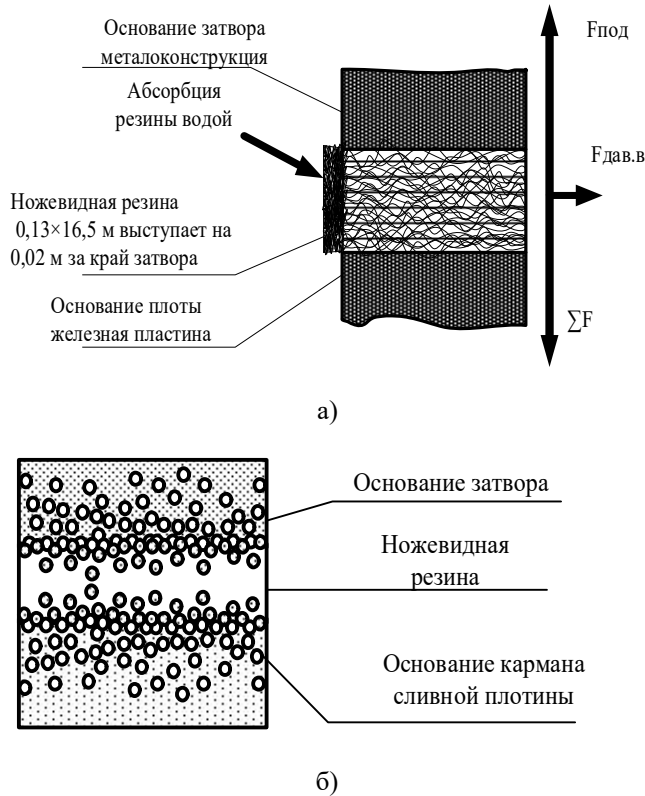 Основание затвора
металоконструкция
Абсорбция
резины водой
Ножевидная резина
0,13×16,5 м выступает на
0,02 м за край затвора
Основание плоты
железная пластина
Fпод
Fдав.в
∑F
а)
Основание затвора
Ножевидная
резина
Основание кармана
сливной плотины
б)